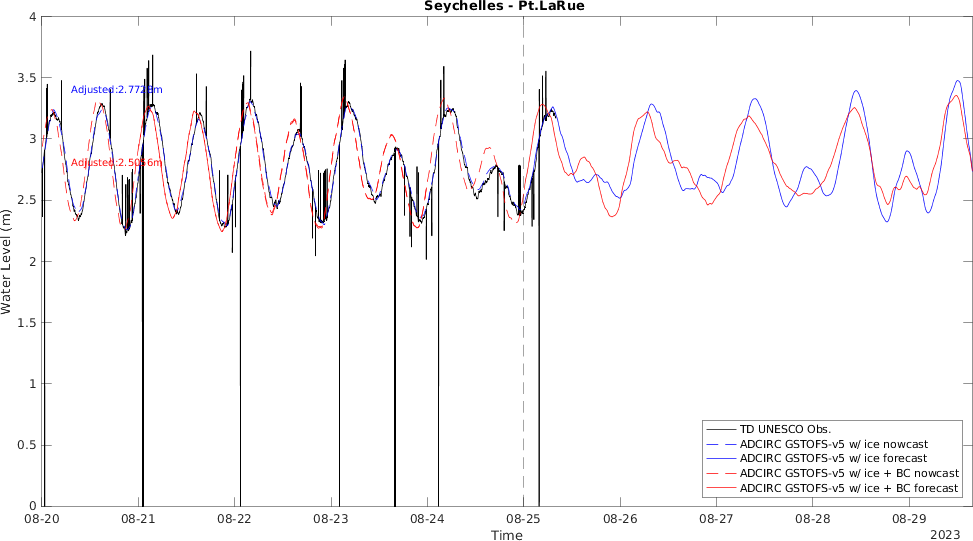 Seychelles - Pt.LaRue
4
3.5
3
2.5
2
1.5
1
0.5
0
Water Level (m)
Adjusted:2.7728m
08-20
08-21
08-22
08-23
08-24
08-25
08-26
08-27
08-28
08-29
Time
2023
TD UNESCO Obs.
ADCIRC GSTOFS-v5 w/ ice nowcast
ADCIRC GSTOFS-v5 w/ ice forecast
ADCIRC GSTOFS-v5 w/ ice + BC nowcast
ADCIRC GSTOFS-v5 w/ ice + BC forecast